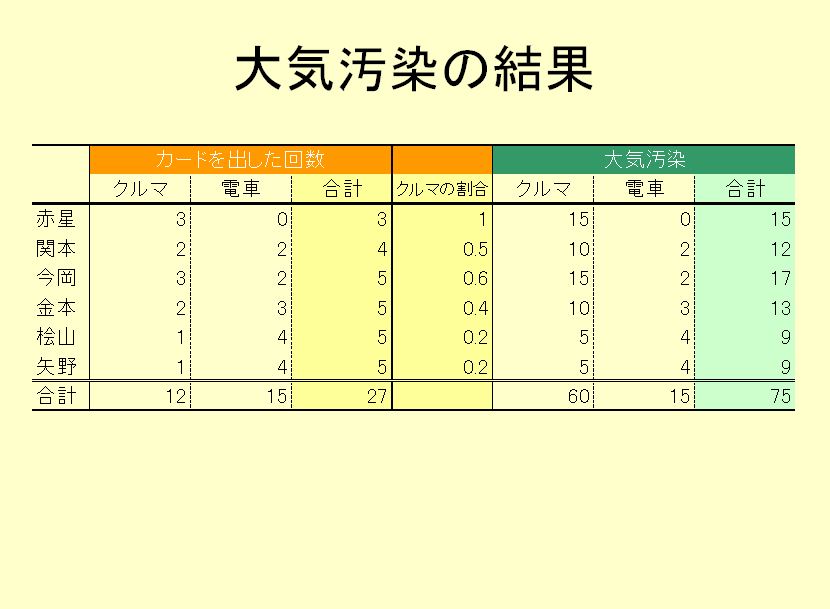 大気汚染の結果
カードを出した回数 大気汚染
クルマ 電車 合計 クルマの割合 クルマ 電車 合計
赤星 3 0 3 1 15 0 15
関本 2 2 4 0.5 10 2 12
今岡 3 2 5 0.6 15 2 17
金本 2 3 5 0.4 10 3 13
桧山 1 4 5 0.2 5 4 9
矢野 1 4 5 0.2 5 4 9
合計 12 15 27 60 15 75